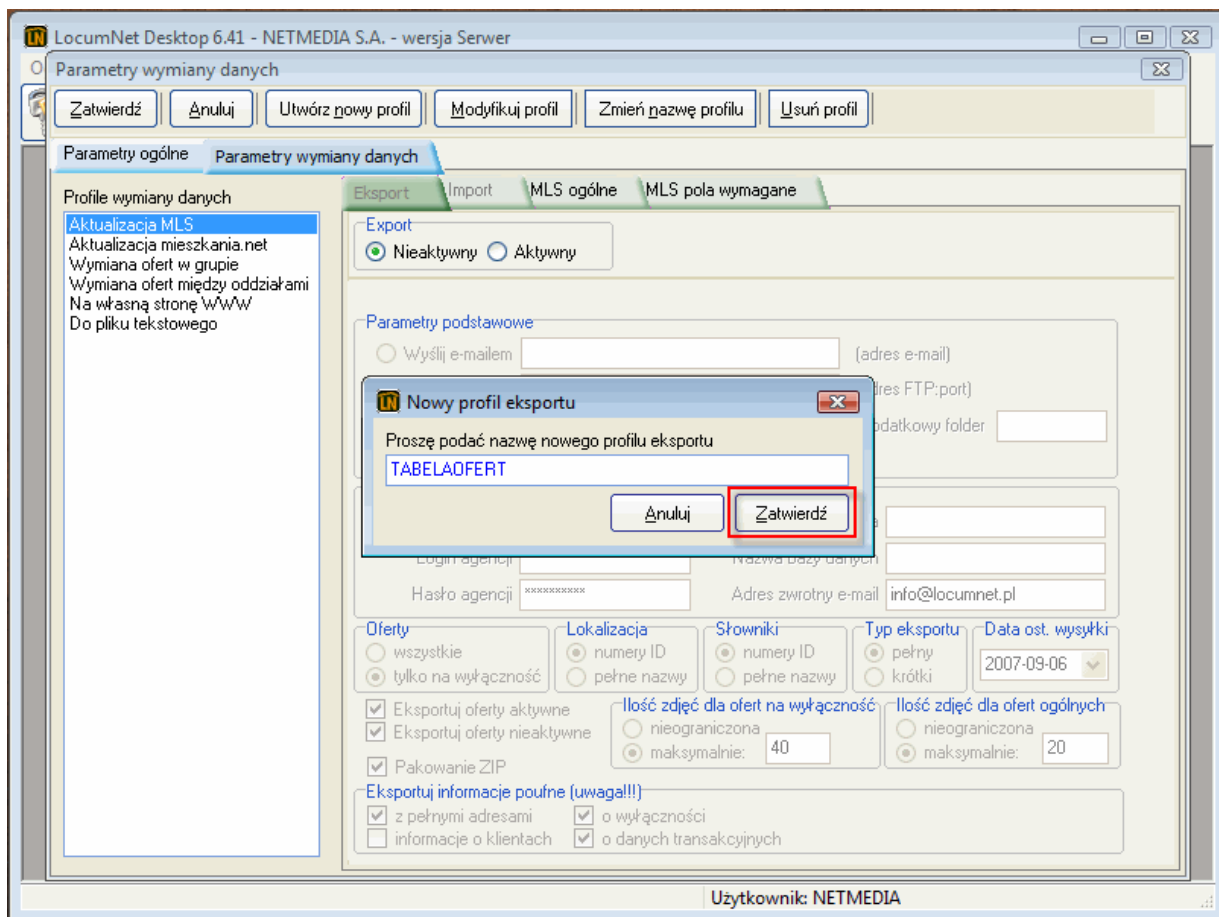 LocumNet Desktop 6.41 - NETMEDIA S.A. - wersja Serwer
Parametry wymiany danych
Zatwierdź Anuluj Utwórz nowy profil Modyfikuj profil Zmień nazwę profilu Usuń profil
Parametry ogólne Parametry wymiany danych
Profile wymiany danych
Aktualizacja MLS
Aktualizacja mieszkania.net
Wymiana ofert w grupie
Wymiana ofert między oddziałami
Na własną stronę WWW
Do pliku tekstowego
Eksport Import MLS ogólne MLS pola wymagane
Export
Nieaktywny Aktywny
Parametry podstawowe
Wyślij e-mailem (adres e-mail)
dres FTP:port)
odatkowy folder
Nowy profil eksportu
Proszę podać nazwę nowego profilu eksportu
TABELAOFERT
Anuluj Zatwierdź
Login agencji Nazwa bazy danych
Hasło agencji ********** Adres zwrotny e-mail info@locumnet.pl
Oferty Lokalizacja Słowniki Typ eksportu Data ost. wysyłki
wszystkie numery ID numery ID pełny 2007-09-06
tylko na wyłączność pełne nazwy pełne nazwy krótki
Eksportuj oferty aktywne
Eksportuj oferty nieaktywne
Pakowanie ZIP
Ilość zdjęć dla ofert na wyłączność Ilość zdjęć dla ofert ogólnych
nieograniczona nieograniczona
maksymalnie: 40 maksymalnie: 20
Eksportuj informacje poufne (uwaga!!!)
z pełnymi adresami o wyłączności
informacje o klientach o danych transakcyjnych
Użytkownik: NETMEDIA